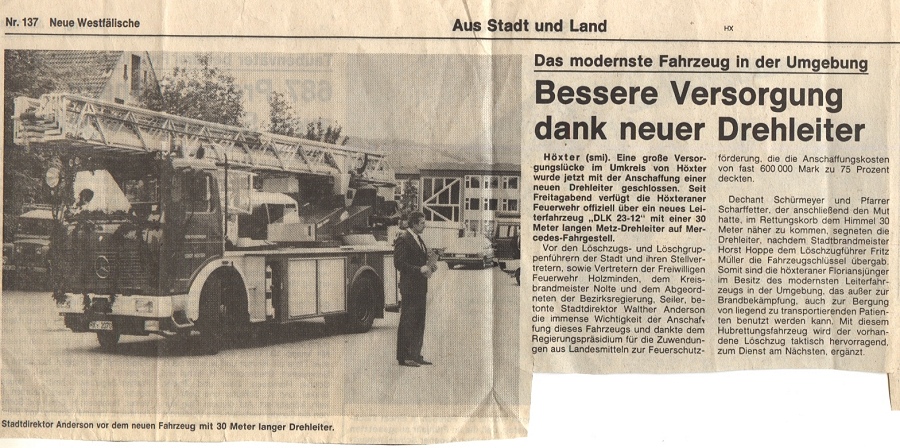 Nr. 137 Neue Westfälische
Aus Stadt und Land
HX
Das modernste Fahrzeug in der Umgebung
Bessere Versorgung
dank neuer Drehleiter
Höxter (smi). Eine große Versor-
gungslücke im Umkreis von Höxter
wurde jetzt mit der Anschaffung einer
neuen Drehleiter geschlossen. Seit
Freitagabend verfügt die Höxteraner
Feuerwehr offiziell über ein neues Lei-
terfahrzeug „DLK 23-12“ mit einer 30
Meter langen Metz-Drehleiter auf Mer-
cedes-Fahrgestell.
Vor den Löschzugs- und Löschgrup-
penführern der Stadt und ihren Stellver-
tretern, sowie Vertretern der Freiwilligen
Feuerwehr Holzminden, dem Kreis-
brandmeister Nolte und dem Abgeord-
neten der Bezirksregierung, Seiler, be-
tonte Stadtdirektor Walther Anderson
die immense Wichtigkeit der Anschaf-
fung dieses Fahrzeugs und dankte dem
Regierungspräsidium für die Zuwendun-
gen aus Landesmitteln zur Feuerschutz-
förderung, die die Anschaffungskosten
von fast 600 000 Mark zu 75 Prozent
deckten.
Dechant Schürmeyer und Pfarrer
Scharffetter, der anschließend den Mut
hatte, im Rettungskorb dem Himmel 30
Meter näher zu kommen, segneten die
Drehleiter, nachdem Stadtbrandmeister
Horst Hoppe dem Löschzugführer Fritz
Müller die Fahrzeugschlüssel übergab.
Somit sind die höxteraner Floriansjünger
im Besitz des modernsten Leiterfahr-
zeugs in der Umgebung, das außer zur
Brandbekämpfung, auch zur Bergung
von liegend zu transportierenden Patien-
ten benutzt werden kann. Mit diesem
Hubrettungsfahrzeug wird der vorhan-
dene Löschzug taktisch hervorragend,
zum Dienst am Nächsten, ergänzt.
Stadtdirektor Anderson vor dem neuen Fahrzeug mit 30 Meter langer Drehleiter.